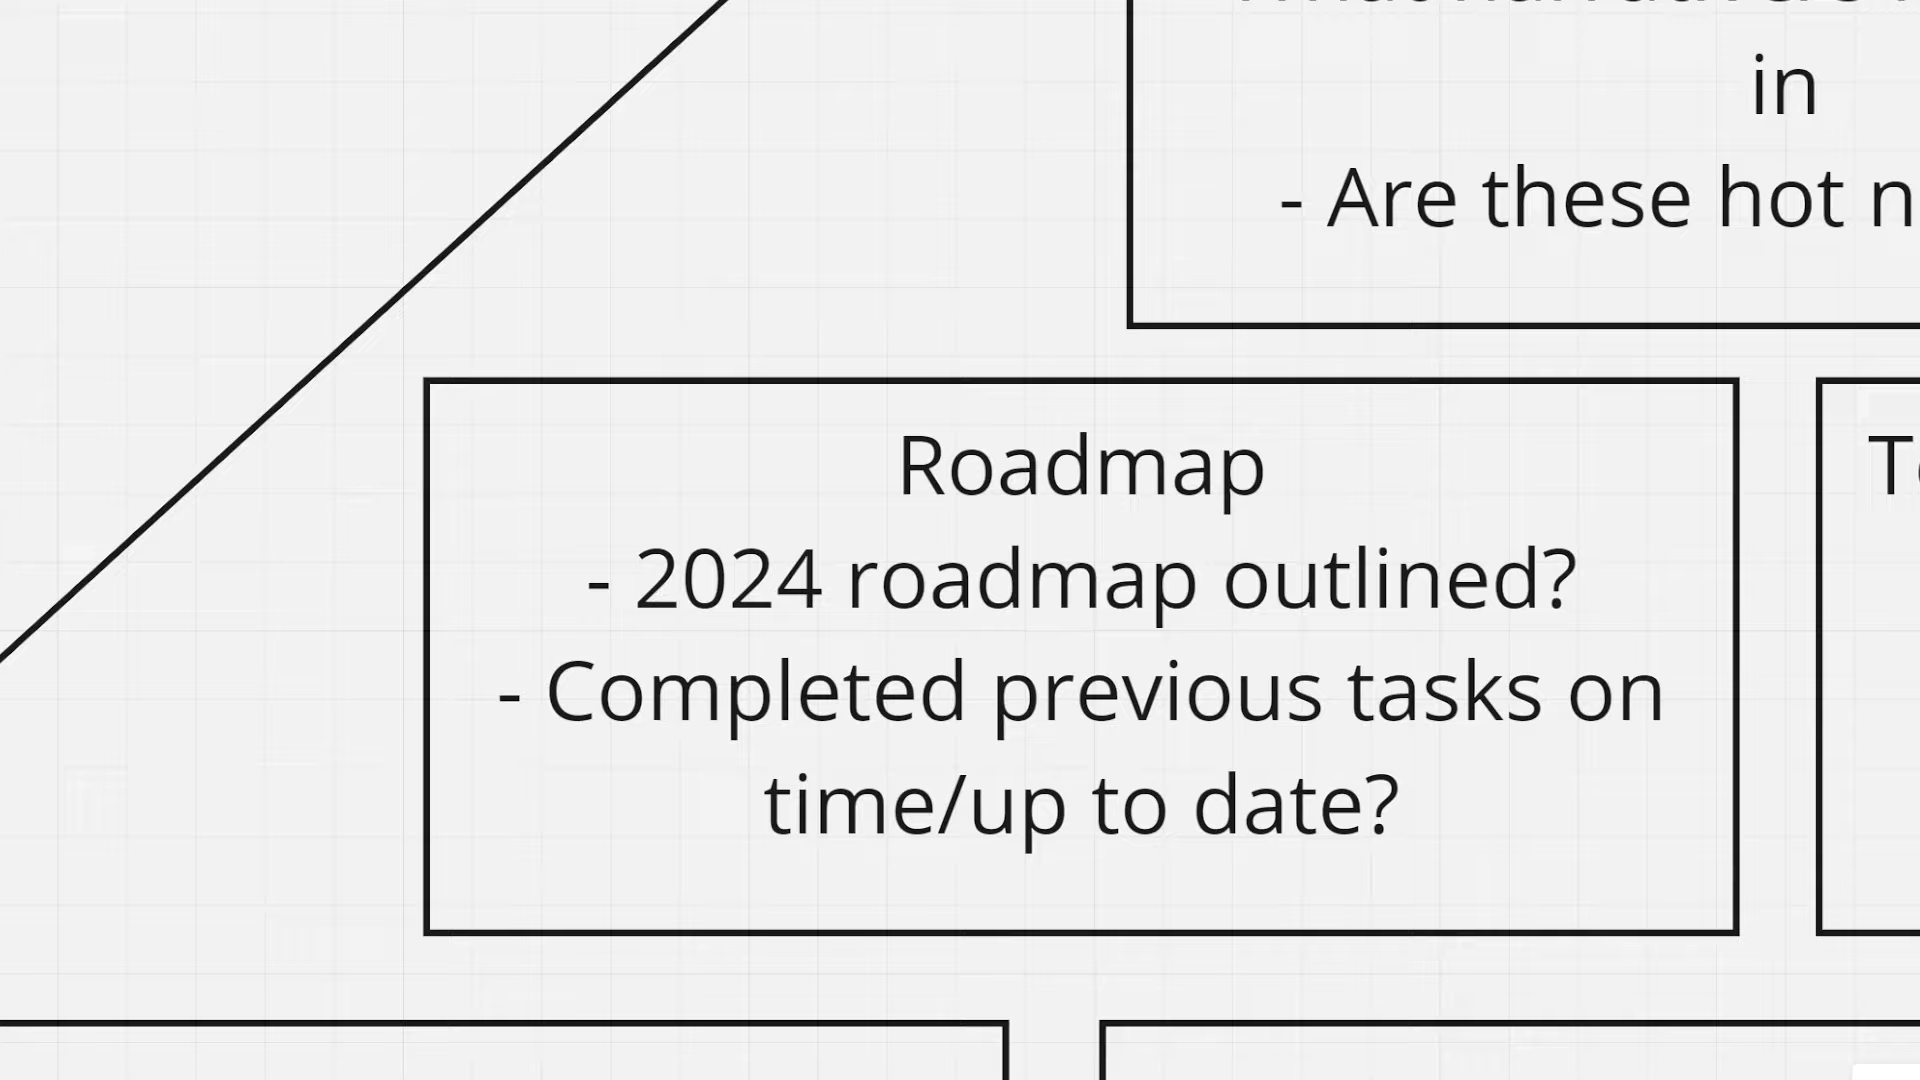 in
- Are these hot
Roadmap
- 2024 roadmap outlined?
- Completed previous tasks on
time/up to date?